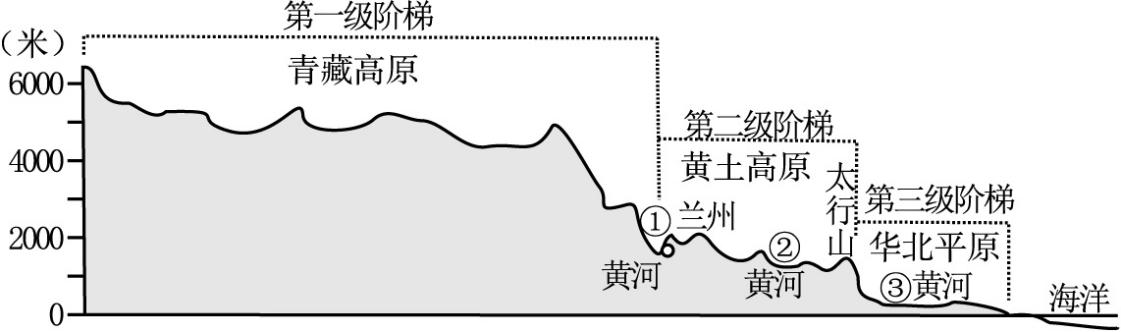 第一级阶梯
（米）
青藏高原
6000
4000
2000
0
第二级阶梯
黄土高原
太行山
第三级阶梯
①兰州
黄河
②
黄河
华北平原
③黄河
海洋